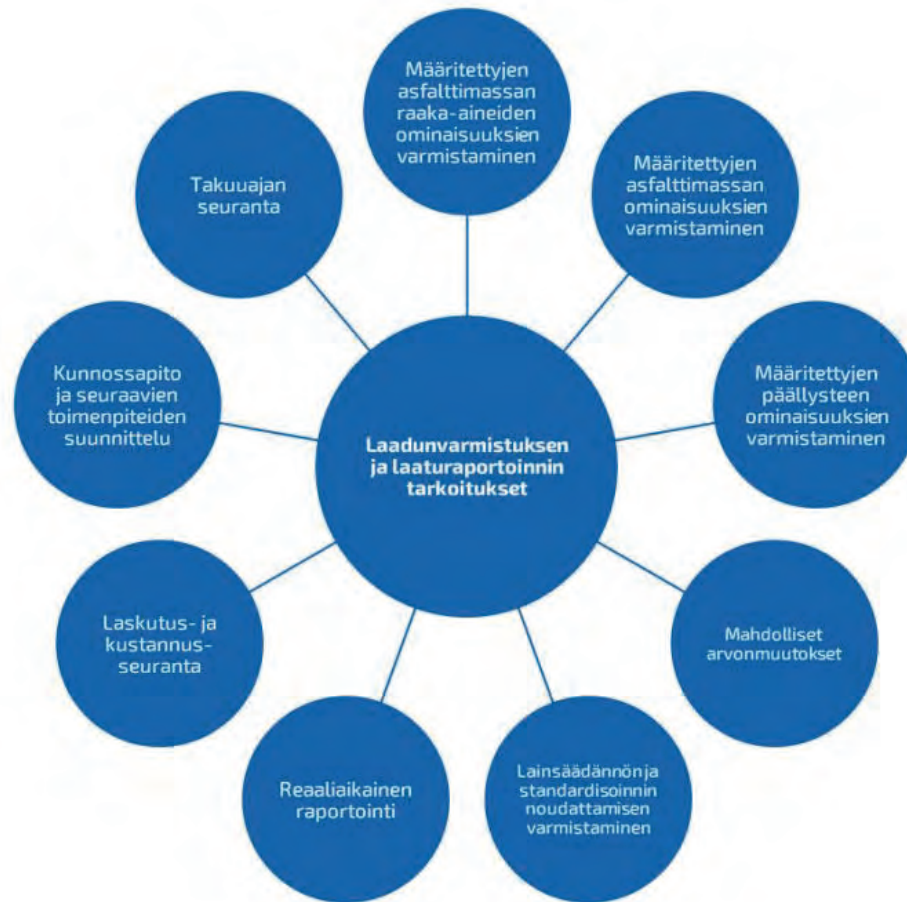 Määritettyjen
asfalttimassan
raaka-aineiden
ominaisuuksien
varmistaminen
Määritettyjen
asfalttimassan
ominaisuuksien
varmistaminen
Määritettyjen
päällysteen
ominaisuuksien
varmistaminen
Mahdolliset
arvonmuutokset
Lainsäädännön ja
standardisoinnin
noudattamisen
varmistaminen
Reaaliaikainen
raportointi
Laskutus- ja
kustannus-
seuranta
Kunnossapito
ja seuraavien
toimenpiteiden
suunnittelu
Takuuajan
seuranta
Laadunvarmistuksen
ja laaturaportoinnin
tarkoitukset